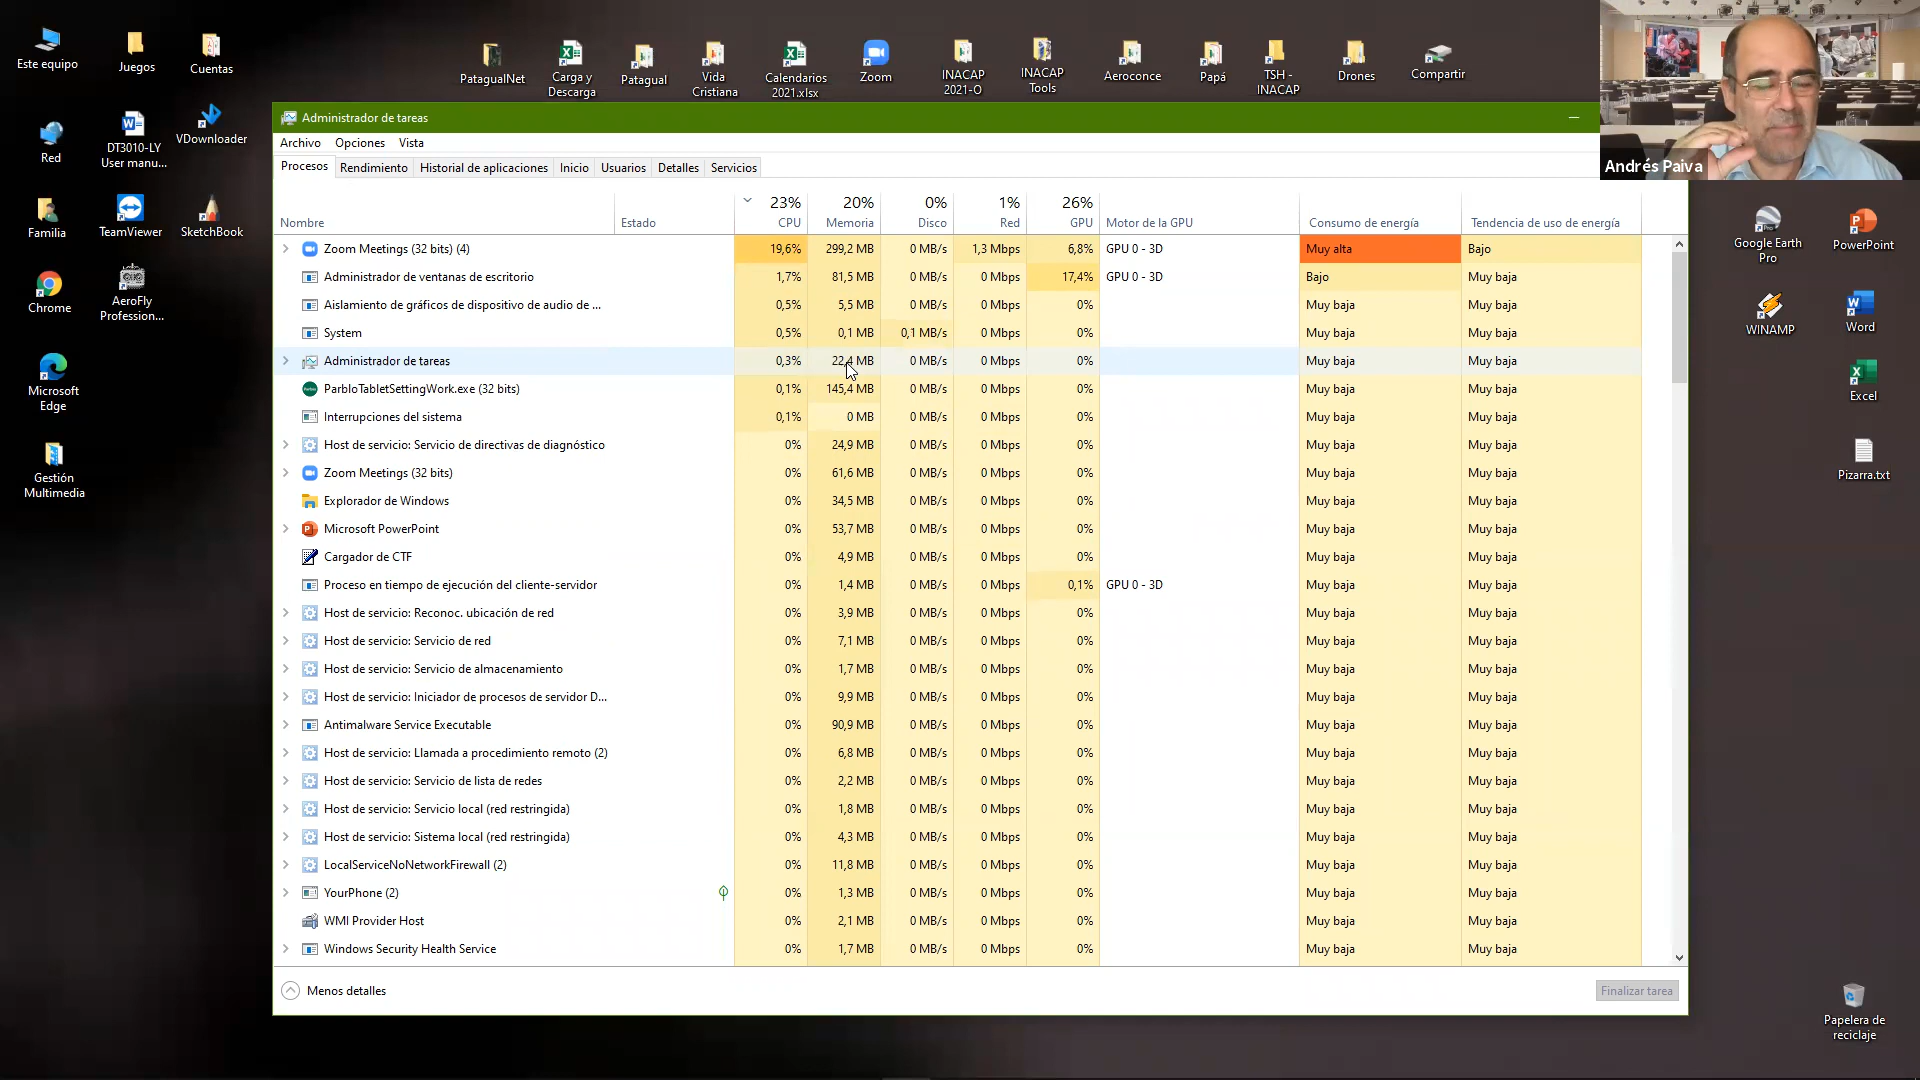 Este equipo
Juegos
Cuentas
PatagualNet
Carga y
Descarga
Patagual
Vida
Cristiana
Calendarios
2021.xlsx
Zoom
INACAP
2021-O
INACAP
Tools
Aeroconce
Papá
TSH -
INACAP
Drones
Compartir
Andrés Paiva
Red
DT3010-LY
User manu...
VDownloader
Familia
TeamViewer
SketchBook
Chrome
AeroFly
Profession...
Microsoft
Edge
Gestión
Multimedia
Administrador de tareas
Archivo Opciones Vista
Procesos Rendimiento Historial de aplicaciones Inicio Usuarios Detalles Servicios
23% 20% 0% 1% 26%
Nombre Estado CPU Memoria Disco Red GPU Motor de la GPU Consumo de energía Tendencia de uso de energía
Zoom Meetings (32 bits) (4) 19,6% 299,2 MB 0 MB/s 1,3 Mbps 6,8% GPU 0 - 3D Muy alta Bajo
Administrador de ventanas de escritorio 1,7% 81,5 MB 0 MB/s 0 Mbps 17,4% GPU 0 - 3D Bajo Muy baja
Aislamiento de gráficos de dispositivo de audio de ... 0,5% 5,5 MB 0 MB/s 0 Mbps 0% Muy baja Muy baja
System 0,5% 0,1 MB 0,1 MB/s 0 Mbps 0% Muy baja Muy baja
Administrador de tareas 0,3% 22,4 MB 0 MB/s 0 Mbps 0% Muy baja Muy baja
ParbloTabletSettingWork.exe (32 bits) 0,1% 145,4 MB 0 MB/s 0 Mbps 0% Muy baja Muy baja
Interrupciones del sistema 0,1% 0 MB 0 MB/s 0 Mbps 0% Muy baja Muy baja
Host de servicio: Servicio de directivas de diagnóstico 0% 24,9 MB 0 MB/s 0 Mbps 0% Muy baja Muy baja
Zoom Meetings (32 bits) 0% 61,6 MB 0 MB/s 0 Mbps 0% Muy baja Muy baja
Explorador de Windows 0% 34,5 MB 0 MB/s 0 Mbps 0% Muy baja Muy baja
Microsoft PowerPoint 0% 53,7 MB 0 MB/s 0 Mbps 0% Muy baja Muy baja
Cargador de CTF 0% 4,9 MB 0 MB/s 0 Mbps 0% Muy baja Muy baja
Proceso en tiempo de ejecución del cliente-servidor 0% 1,4 MB 0 MB/s 0 Mbps 0,1% GPU 0 - 3D Muy baja Muy baja
Host de servicio: Reconoc. ubicación de red 0% 3,9 MB 0 MB/s 0 Mbps 0% Muy baja Muy baja
Host de servicio: Servicio de red 0% 7,1 MB 0 MB/s 0 Mbps 0% Muy baja Muy baja
Host de servicio: Servicio de almacenamiento 0% 1,7 MB 0 MB/s 0 Mbps 0% Muy baja Muy baja
Host de servicio: Iniciador de procesos de servidor D... 0% 9,9 MB 0 MB/s 0 Mbps 0% Muy baja Muy baja
Antimalware Service Executable 0% 90,9 MB 0 MB/s 0 Mbps 0% Muy baja Muy baja
Host de servicio: Llamada a procedimiento remoto (2) 0% 6,8 MB 0 MB/s 0 Mbps 0% Muy baja Muy baja
Host de servicio: Servicio de lista de redes 0% 2,2 MB 0 MB/s 0 Mbps 0% Muy baja Muy baja
Host de servicio: Servicio local (red restringida) 0% 1,8 MB 0 MB/s 0 Mbps 0% Muy baja Muy baja
Host de servicio: Sistema local (red restringida) 0% 4,3 MB 0 MB/s 0 Mbps 0% Muy baja Muy baja
LocalServiceNoNetworkFirewall (2) 0% 11,8 MB 0 MB/s 0 Mbps 0% Muy baja Muy baja
YourPhone (2) 0% 1,3 MB 0 MB/s 0 Mbps 0% Muy baja Muy baja
WMI Provider Host 0% 2,1 MB 0 MB/s 0 Mbps 0% Muy baja Muy baja
Windows Security Health Service 0% 1,7 MB 0 MB/s 0 Mbps 0% Muy baja Muy baja
Menos detalles
Finalizar tarea
Google Earth
Pro
PowerPoint
WINAMP
Word
Excel
Pizarra.txt
Papelera de
reciclaje